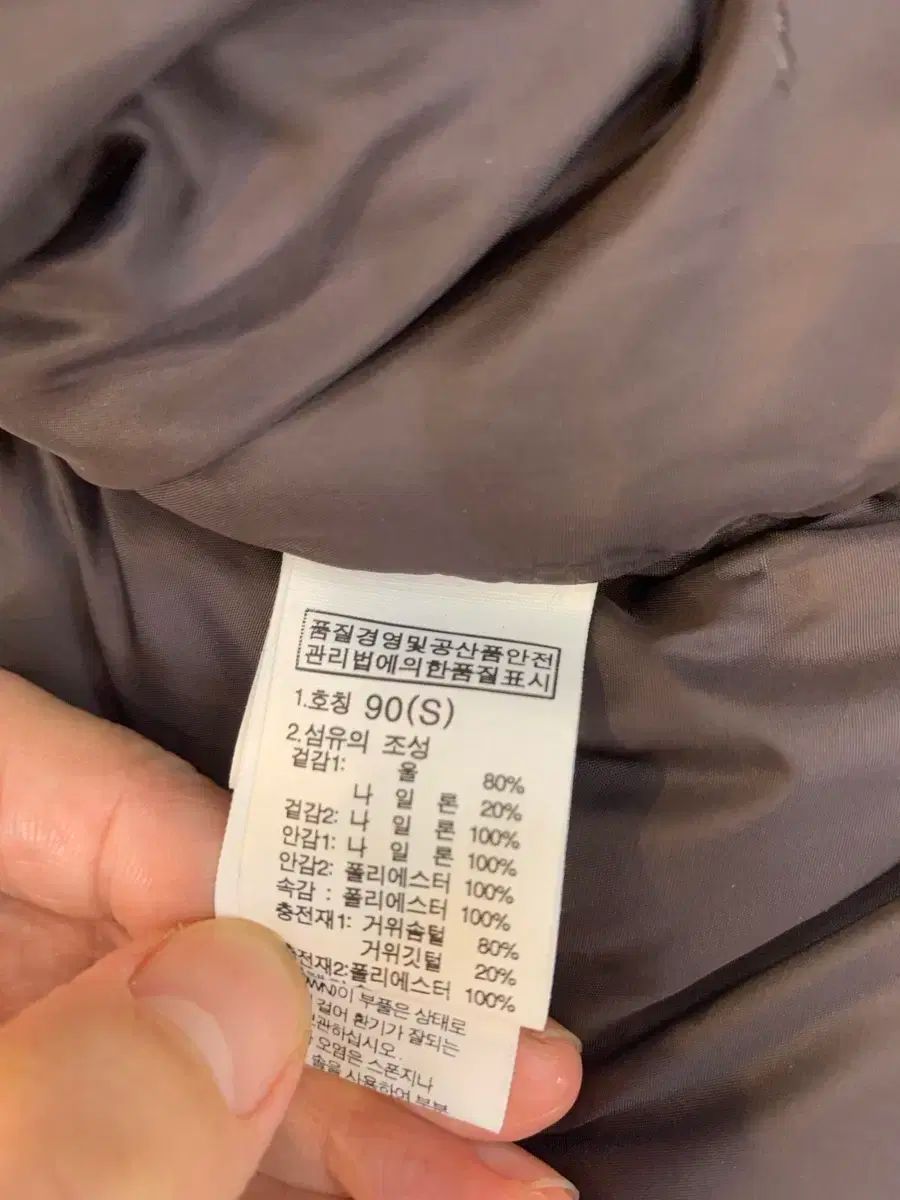 품질경영및공산품안전
관리법에의한품질표시
1.호칭 90(S)
2.섬유의 조성
겉감1: 울 80%
나 일 론 20%
겉감2: 나 일 론 100%
안감1: 나 일 론 100%
안감2: 폴리에스터 100%
속감 : 폴리에스터 100%
충전재1: 거위솜털 80%
거위깃털 20%
충전재2:폴리에스터 100%
이 부풀은 상태로
걸어 환기가 잘되는
관하십시오.
오염은 스폰지나
솔을 사용하여 부분